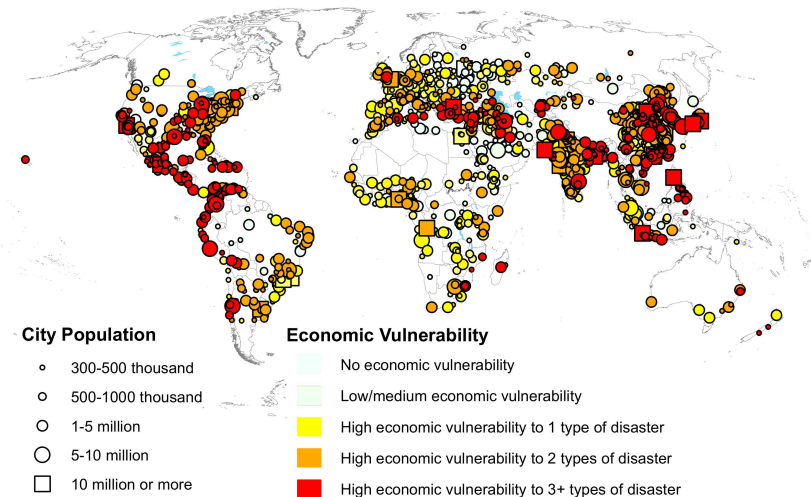 City Population
300-500 thousand
500-1000 thousand
1-5 million
5-10 million
10 million or more
Economic Vulnerability
No economic vulnerability
Low/medium economic vulnerability
High economic vulnerability to 1 type of disaster
High economic vulnerability to 2 types of disaster
High economic vulnerability to 3+ types of disaster